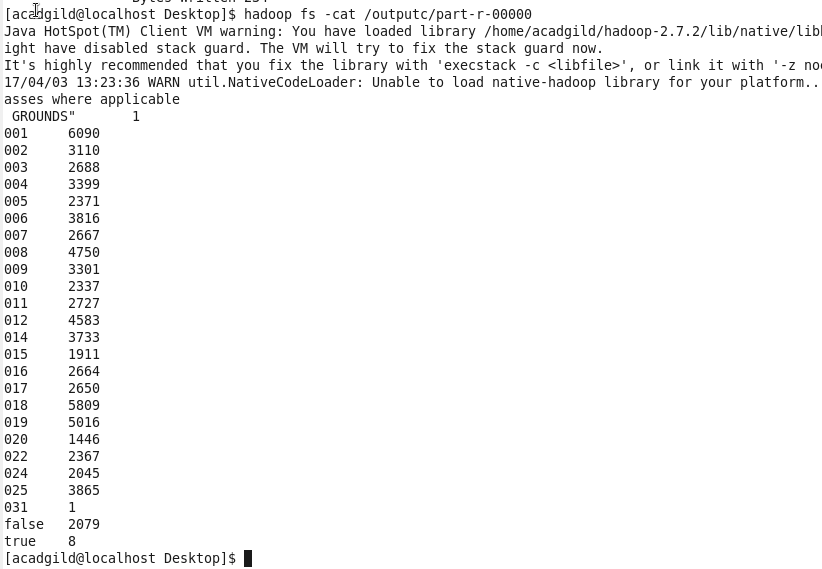 [acadgild@localhost Desktop]$ hadoop fs -cat /outputc/part-r-00000
Java HotSpot(TM) Client VM warning: You have loaded library /home/acadgild/hadoop-2.7.2/lib/native/lib
ight have disabled stack guard. The VM will try to fix the stack guard now.
It's highly recommended that you fix the library with 'execstack -c <libfile>', or link it with '-z no
17/04/03 13:23:36 WARN util.NativeCodeLoader: Unable to load native-hadoop library for your platform..
asses where applicable
GROUNDS" 1
001 6090
002 3110
003 2688
004 3399
005 2371
006 3816
007 2667
008 4750
009 3301
010 2337
011 2727
012 4583
014 3733
015 1911
016 2664
017 2650
018 5809
019 5016
020 1446
022 2367
024 2045
025 3865
031 1
false 2079
true 8
[acadgild@localhost Desktop]$